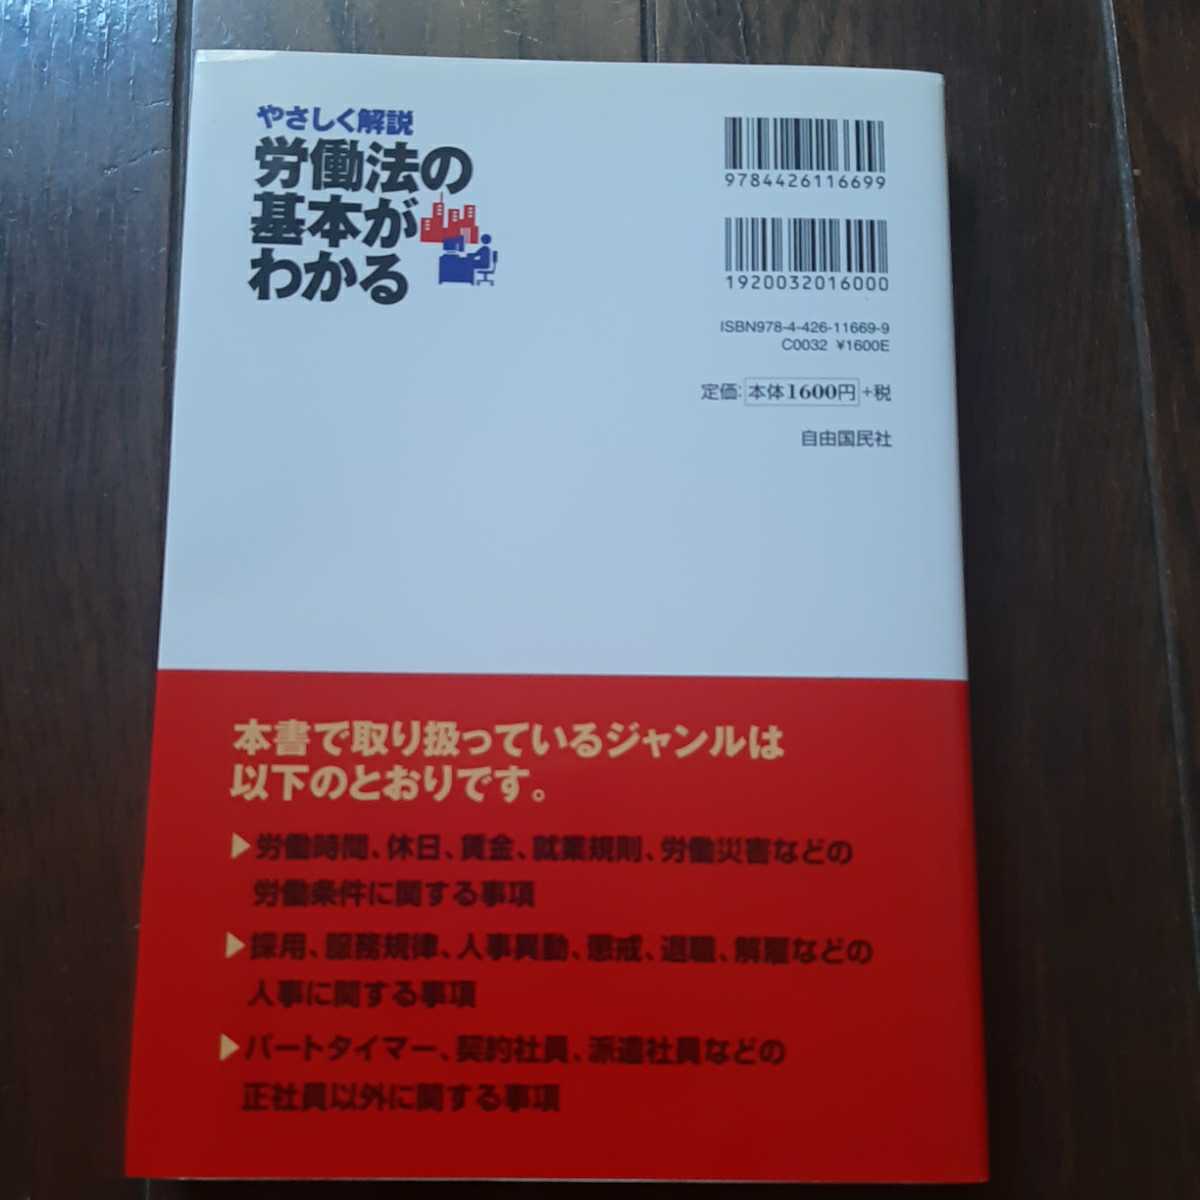 やさしく解説
労働法の
基本が
わかる
9784426116699
1920032016000
ISBN978-4-426-11669-9
C0032 ¥1600E
定価:本体1600円+税
自由国民社
本書で取り扱っているジャンルは
以下のとおりです。
▶労働時間、休日、賃金、就業規則、労働災害などの
労働条件に関する事項
▶採用、服務規律、人事異動、懲戒、退職、解雇などの
人事に関する事項
▶パートタイマー、契約社員、派遣社員などの
正社員以外に関する事項